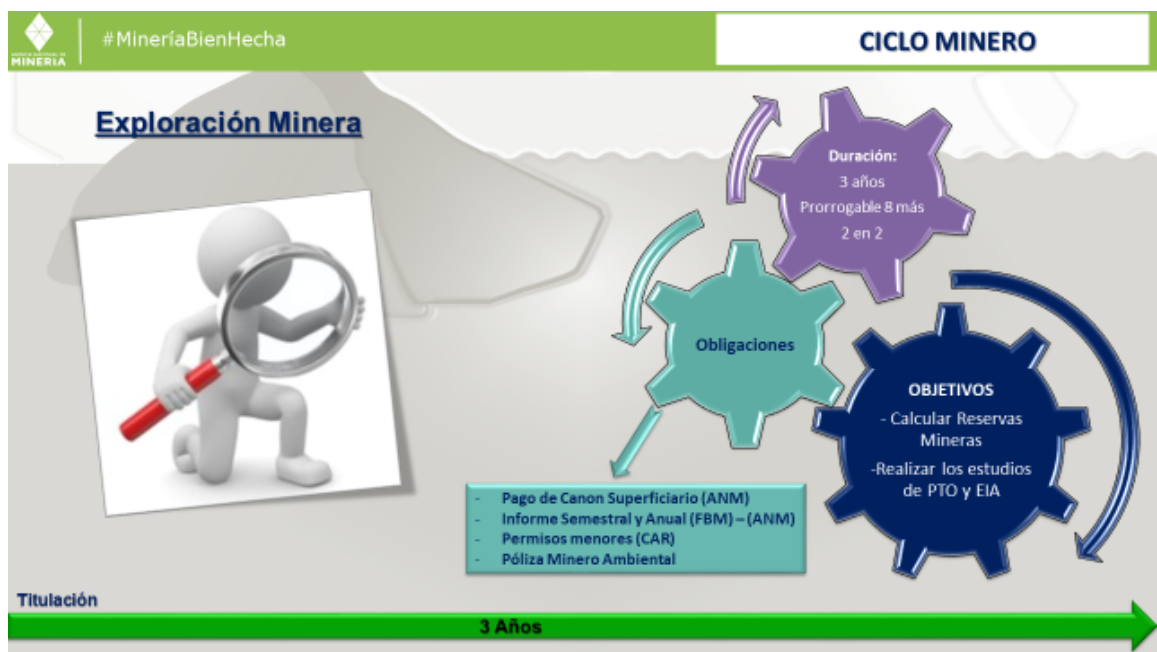 #MineríaBienHecha
CICLO MINERO
MINERÍA
Exploración Minera
Duración:
3 años
Prorrogable 8 más
2 en 2
Obligaciones
OBJETIVOS
- Calcular Reservas
Mineras
-Realizar los estudios
de PTO y EIA
- Pago de Canon Superficiario (ANM)
- Informe Semestral y Anual (FBM) – (ANM)
- Permisos menores (CAR)
- Póliza Minero Ambiental
Titulación
3 Años